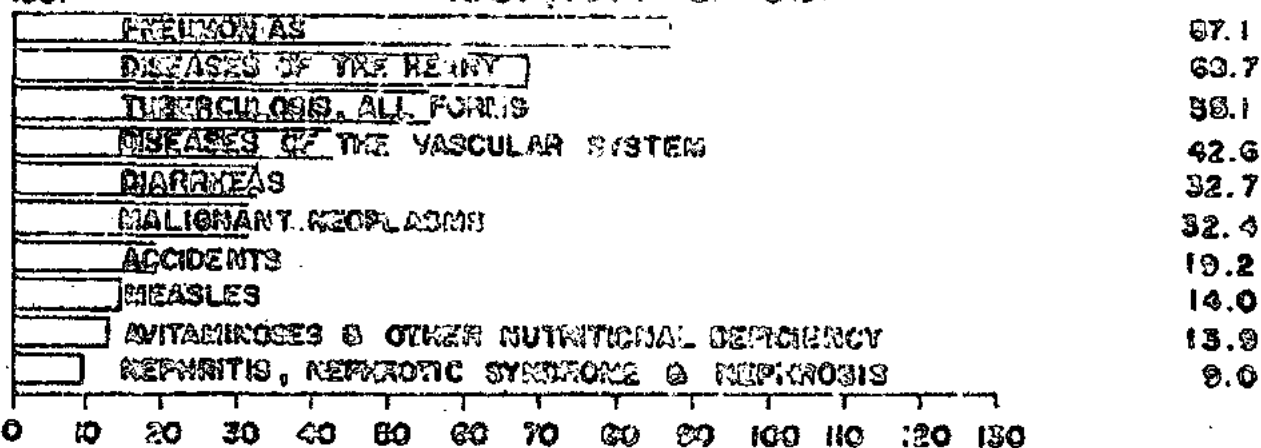 PNEUMONIAS 87.1
DISEASES OF THE HEART 68.7
TUBERCULOSIS, ALL FORMS 55.1
DISEASES OF THE VASCULAR SYSTEM 42.6
DIARRHEAS 32.7
MALIGNANT NEOPLASMS 32.4
ACCIDENTS 19.2
MEASLES 14.0
AVITAMINOSES & OTHER NUTRITIONAL DEFICIENCY 13.9
NEPHRITIS, NEPHROTIC SYNDROME & NEPHROSIS 9.0
0 10 20 30 40 50 60 70 80 90 100 110 120 130